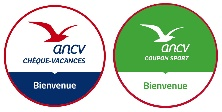 ancv
CHÈQUE-VACANCES
Bienvenue
ancv
COUPON SPORT
Bienvenue